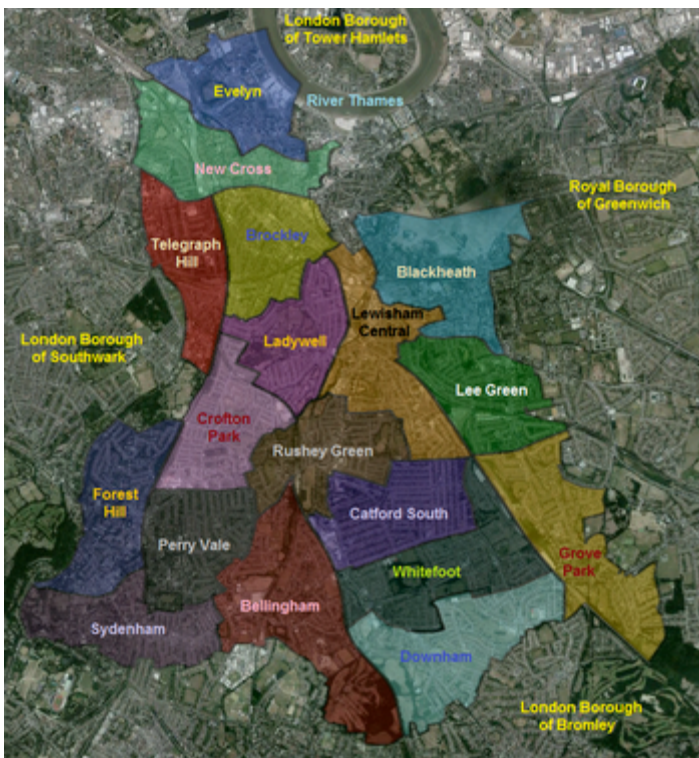 London Borough
of Tower Hamlets
Evelyn
River Thames
New Cross
Royal Borough
of Greenwich
Brockley
Telegraph
Hill
Blackheath
Lewisham
Central
London Borough
of Southwark
Ladywell
Lee Green
Crofton
Park
Rushey Green
Forest
Hill
Catford South
Perry Vale
Grove
Park
Whitefoot
Bellingham
Sydenham
Downham
London Borough
of Bromley